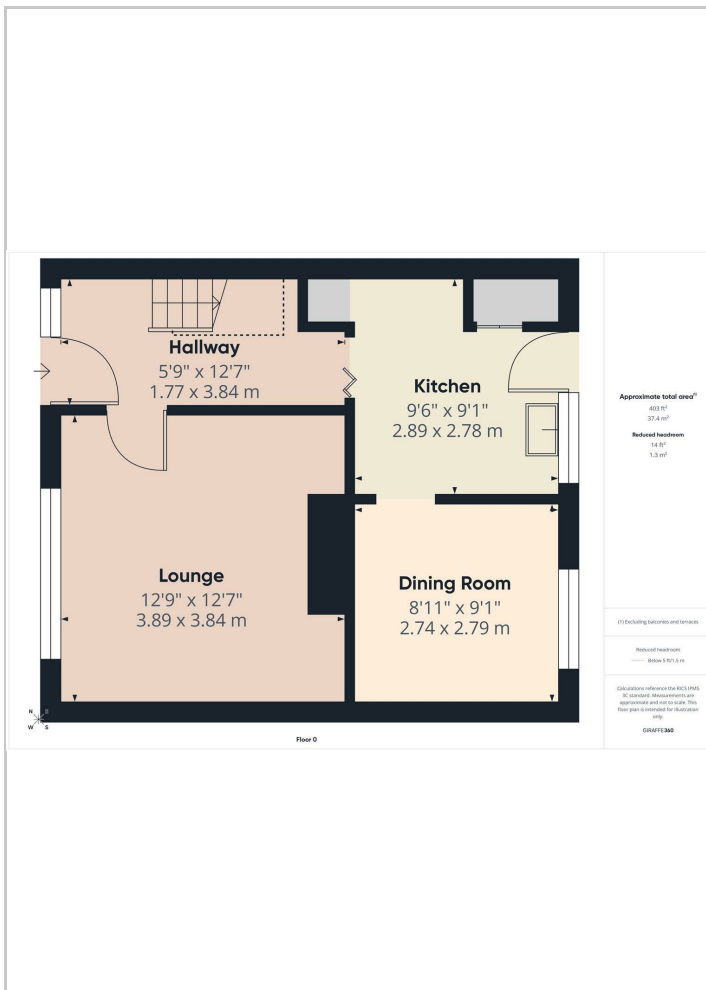 Hallway
5'9" x 12'7"
1.77 x 3.84 m
Kitchen
9'6" x 9'1"
2.89 x 2.78 m
Lounge
12'9" x 12'7"
3.89 x 3.84 m
Dining Room
8'11" x 9'1"
2.74 x 2.79 m
N
E
W
S
Floor 0
Approximate total area⁽¹⁾
403 ft²
37.4 m²
Reduced headroom
14 ft²
1.3 m²
(1) Excluding balconies and terraces
Reduced headroom
Below 5 ft/1.5 m
Calculations reference the RICS IPMS
3C standard. Measurements are
approximate and not to scale. This
floor plan is intended for illustration
only.
GIRAFFE360